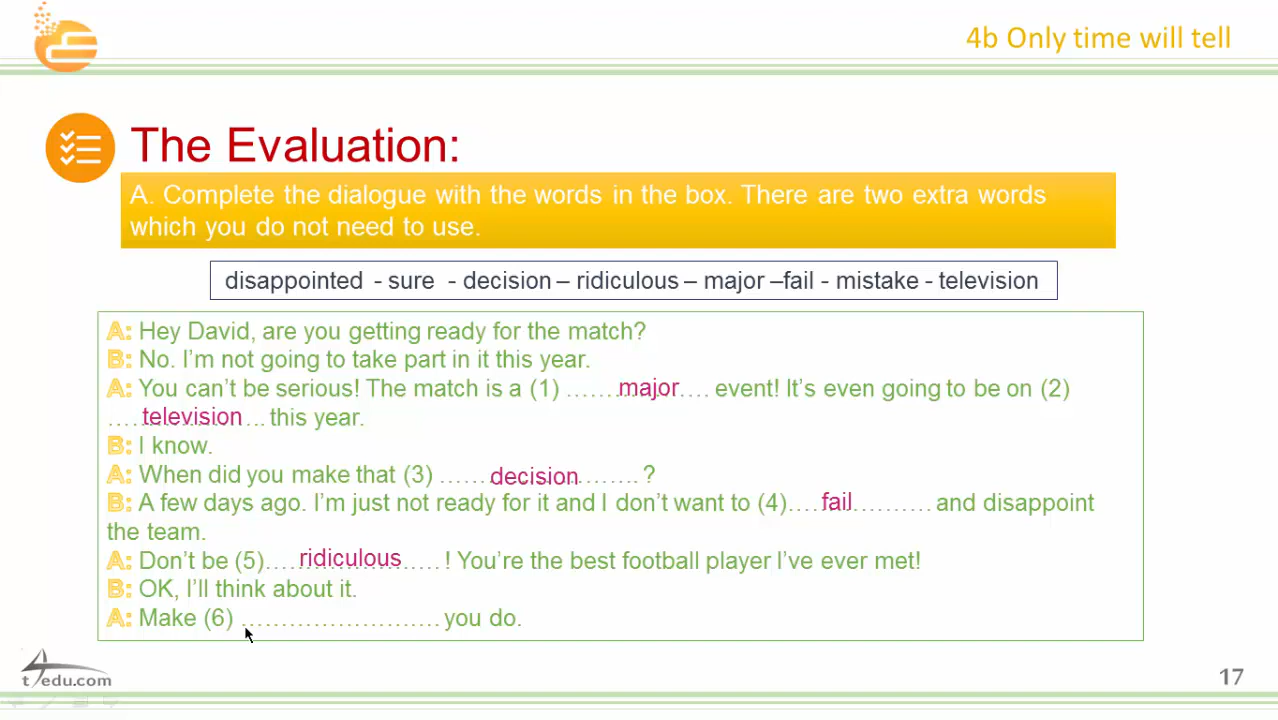 4b Only time will tell
The Evaluation:
A. Complete the dialogue with the words in the box. There are two extra words
which you do not need to use.
disappointed - sure - decision – ridiculous – major –fail - mistake - television
A: Hey David, are you getting ready for the match?
B: No. I'm not going to take part in it this year.
A: You can't be serious! The match is a (1) …….major…. event! It's even going to be on (2)
….television….. this year.
B: I know.
A: When did you make that (3) ……decision………. ?
B: A few days ago. I'm just not ready for it and I don't want to (4)….fail………… and disappoint
the team.
A: Don't be (5)…. ridiculous ….. ! You're the best football player I've ever met!
B: OK, I'll think about it.
A: Make (6) ……………………… you do.
t4edu.com
17